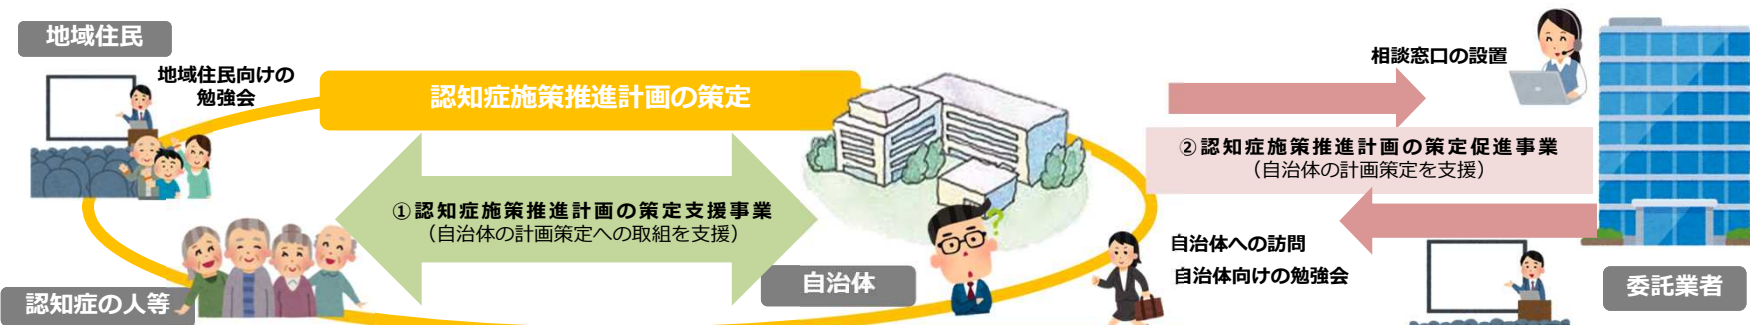 地域住民
地域住民向けの
勉強会
認知症施策推進計画の策定
①認知症施策推進計画の策定支援事業
（自治体の計画策定への取組を支援）
認知症の人等
自治体
相談窓口の設置
②認知症施策推進計画の策定促進事業
（自治体の計画策定を支援）
自治体への訪問
自治体向けの勉強会
委託業者